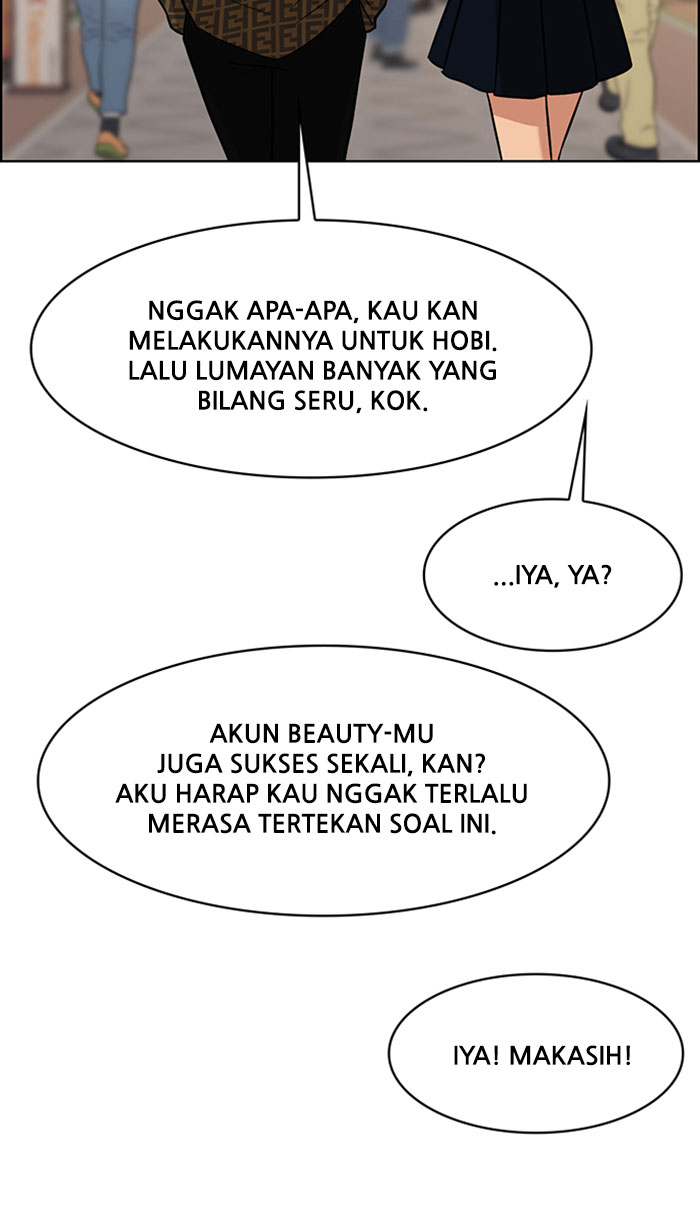 NGGAK APA-APA, KAU KAN
MELAKUKANNYA UNTUK HOBI.
LALU LUMAYAN BANYAK YANG
BILANG SERU, KOK.
...IYA, YA?
AKUN BEAUTY-MU
JUGA SUKSES SEKALI, KAN?
AKU HARAP KAU NGGAK TERLALU
MERASA TERTEKAN SOAL INI.
IYA! MAKASIH!